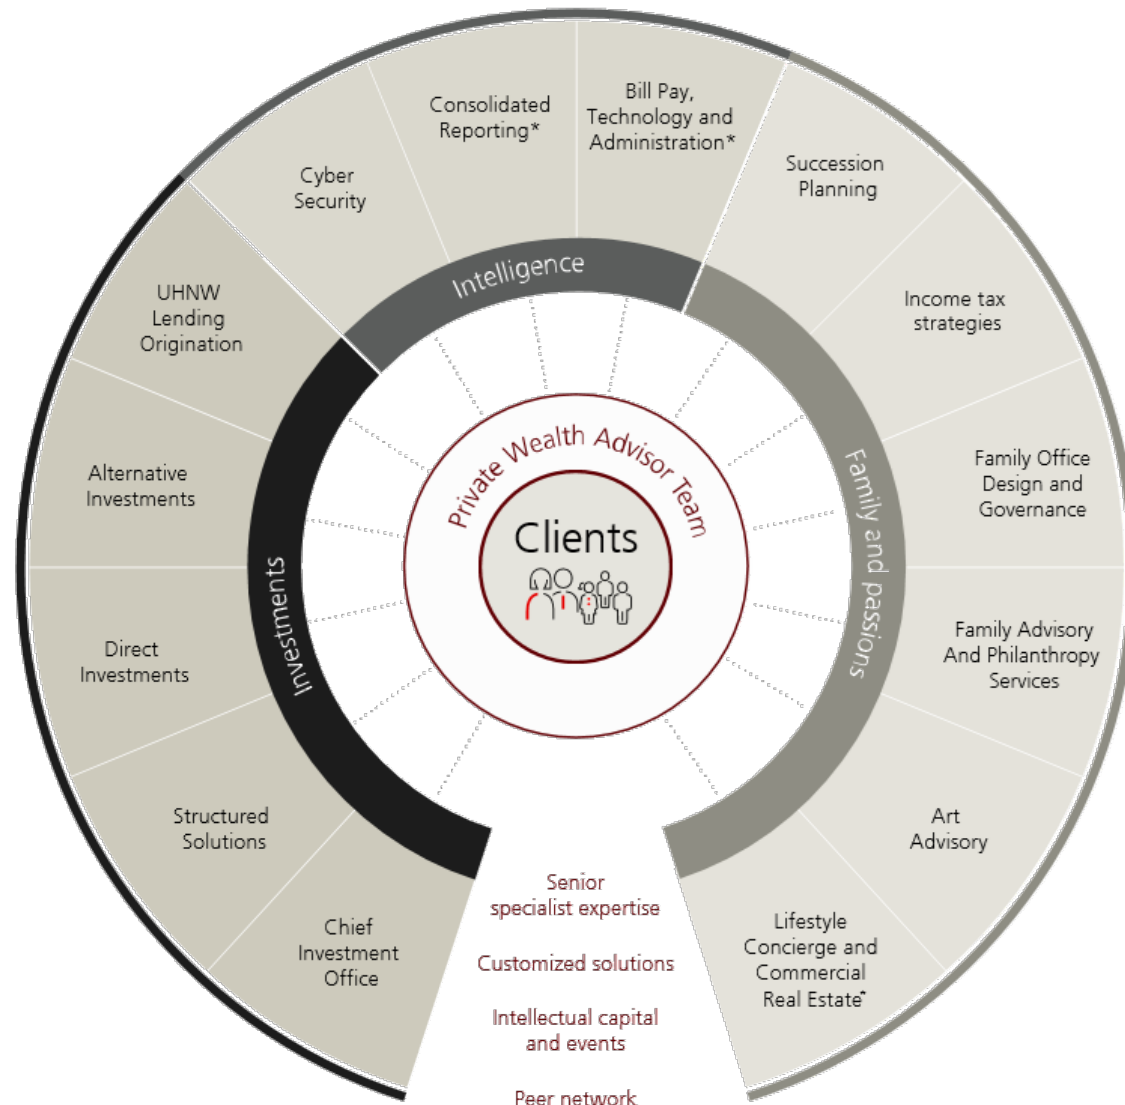 Consolidated
Reporting*
Bill Pay,
Technology and
Administration*
Cyber
Security
Succession
Planning
UHNW
Lending
Origination
Income tax
strategies
Intelligence
Alternative
Investments
Family Office
Design and
Governance
Private Wealth Advisor Team
Clients
Investments
Family and passions
Direct
Investments
Family Advisory
And Philanthropy
Services
Structured
Solutions
Art
Advisory
Chief
Investment
Office
Lifestyle
Concierge and
Commercial
Real Estate*
Senior
specialist expertise
Customized solutions
Intellectual capital
and events
Peer network